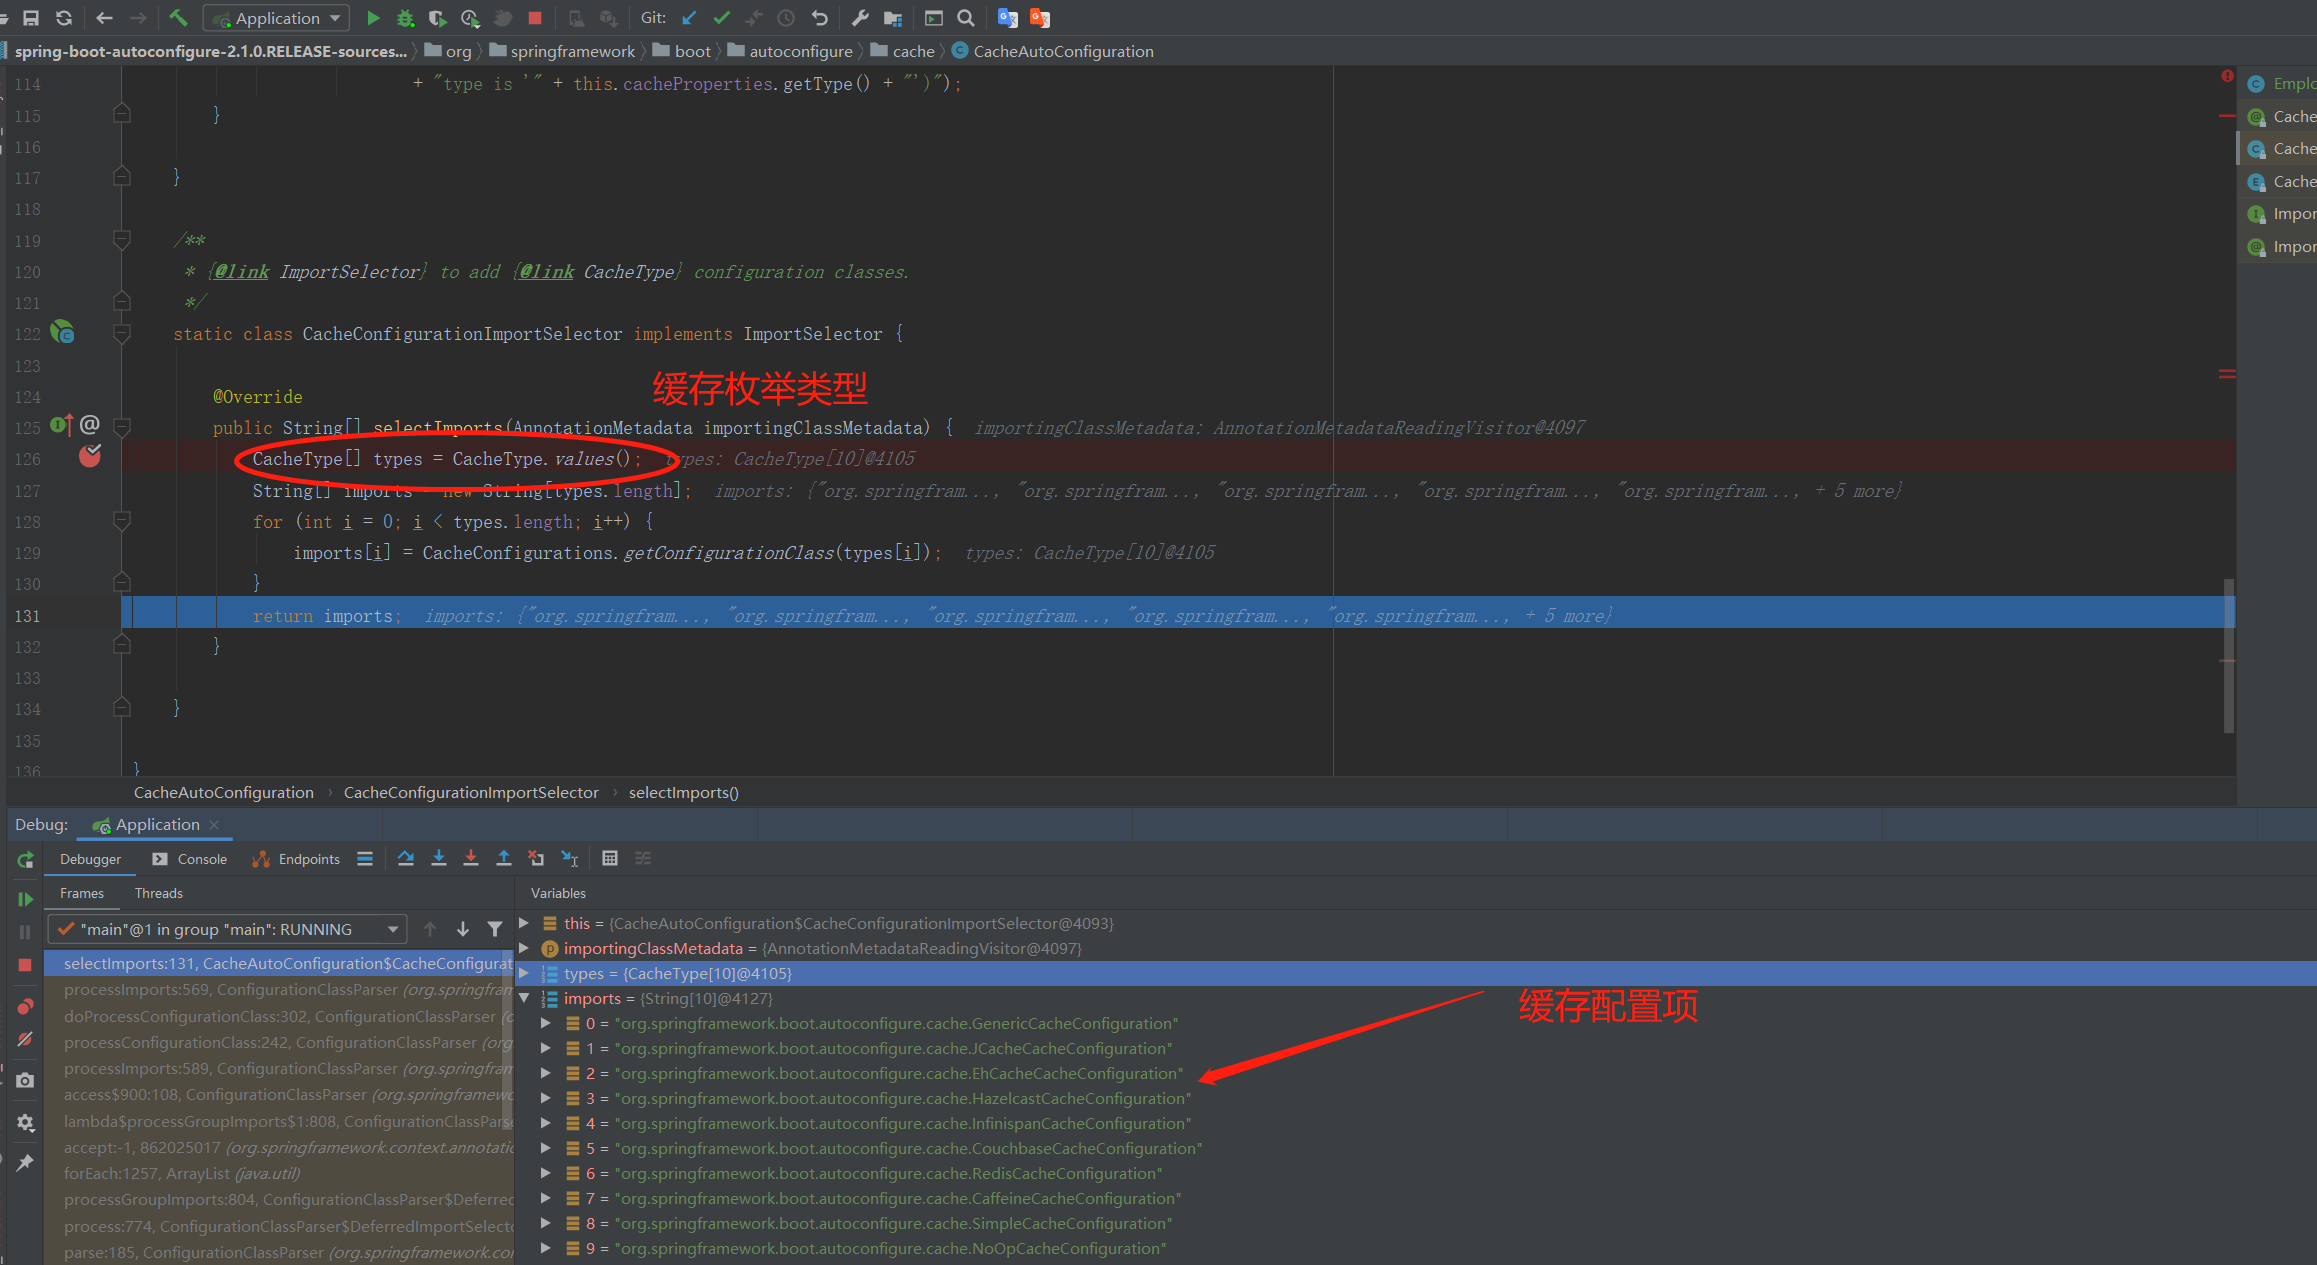 Application
Git:
spring-boot-autoconfigure-2.1.0.RELEASE-sources... org springframework boot autoconfigure cache CacheAutoConfiguration
114 + "type is '" + this.cacheProperties.getType() + "')");
115 }
116
117 }
118
119 /**
120 * {@link ImportSelector} to add {@link CacheType} configuration classes.
121 */
122 static class CacheConfigurationImportSelector implements ImportSelector {
123
124 @Override
缓存枚举类型
125 public String[] selectImports(AnnotationMetadata importingClassMetadata) { importingClassMetadata: AnnotationMetadataReadingVisitor@4097
126 CacheType[] types = CacheType.values(); types: CacheType[10]@4105
127 String[] imports = new String[types.length]; imports: {"org.springfram..., "org.springfram..., "org.springfram..., "org.springfram..., "org.springfram..., + 5 more}
128 for (int i = 0; i < types.length; i++) {
129 imports[i] = CacheConfigurations.getConfigurationClass(types[i]); types: CacheType[10]@4105
130 }
131 return imports; imports: {"org.springfram..., "org.springfram..., "org.springfram..., "org.springfram..., "org.springfram..., + 5 more}
132 }
133
134 }
135
136 }
Emplo
Cache
Cache
Cache
Impor
Impor
CacheAutoConfiguration › CacheConfigurationImportSelector › selectImports()
Debug: Application
Debugger Console Endpoints
Frames Threads
"main"@1 in group "main": RUNNING
selectImports:131, CacheAutoConfiguration$CacheConfigurat
processImports:569, ConfigurationClassParser (org.springfram
doProcessConfigurationClass:302, ConfigurationClassParser (o
processConfigurationClass:242, ConfigurationClassParser (org
processImports:589, ConfigurationClassParser (org.springfram
access$900:108, ConfigurationClassParser (org.springframewo
lambda$processGroupImports$1:808, ConfigurationClassParse
accept:-1, 862025017 (org.springframework.context.annotatio
forEach:1257, ArrayList (java.util)
processGroupImports:804, ConfigurationClassParser$Deferred
process:774, ConfigurationClassParser$DeferredImportSelecto
parse:185, ConfigurationClassParser (org.springframework.con
Variables
this = {CacheAutoConfiguration$CacheConfigurationImportSelector@4093}
importingClassMetadata = {AnnotationMetadataReadingVisitor@4097}
types = {CacheType[10]@4105}
imports = {String[10]@4127}
缓存配置项
0 = "org.springframework.boot.autoconfigure.cache.GenericCacheConfiguration"
1 = "org.springframework.boot.autoconfigure.cache.JCacheCacheConfiguration"
2 = "org.springframework.boot.autoconfigure.cache.EhCacheCacheConfiguration"
3 = "org.springframework.boot.autoconfigure.cache.HazelcastCacheConfiguration"
4 = "org.springframework.boot.autoconfigure.cache.InfinispanCacheConfiguration"
5 = "org.springframework.boot.autoconfigure.cache.CouchbaseCacheConfiguration"
6 = "org.springframework.boot.autoconfigure.cache.RedisCacheConfiguration"
7 = "org.springframework.boot.autoconfigure.cache.CaffeineCacheConfiguration"
8 = "org.springframework.boot.autoconfigure.cache.SimpleCacheConfiguration"
9 = "org.springframework.boot.autoconfigure.cache.NoOpCacheConfiguration"